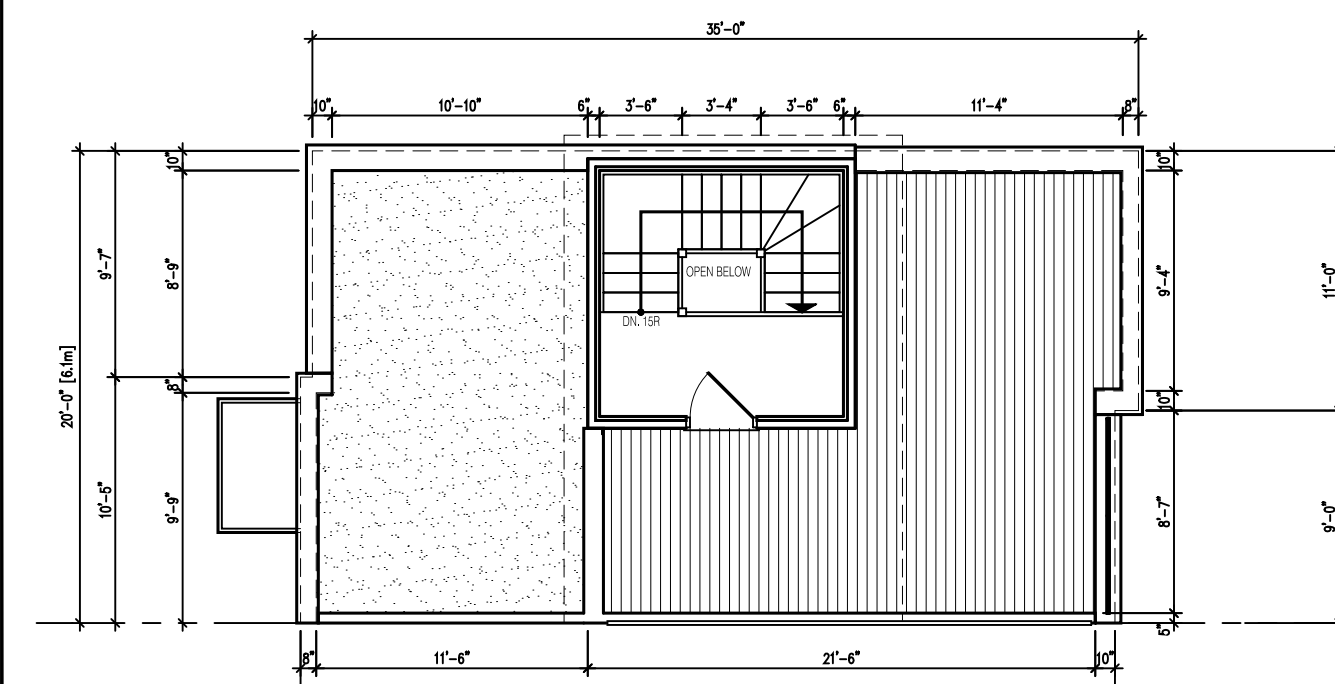 35'-0"
10" 10'-10" 6" 3'-6" 3'-4" 3'-6" 6" 11'-4" 8"
10" 10"
9'-7" 8'-9" 9'-4" 11'-0"
OPEN BELOW
DN. 15R
20'-0" [6.1m]
8" 10"
10'-5" 9'-9" 8'-7" 9'-0"
5"
8" 11'-6" 21'-6" 10"